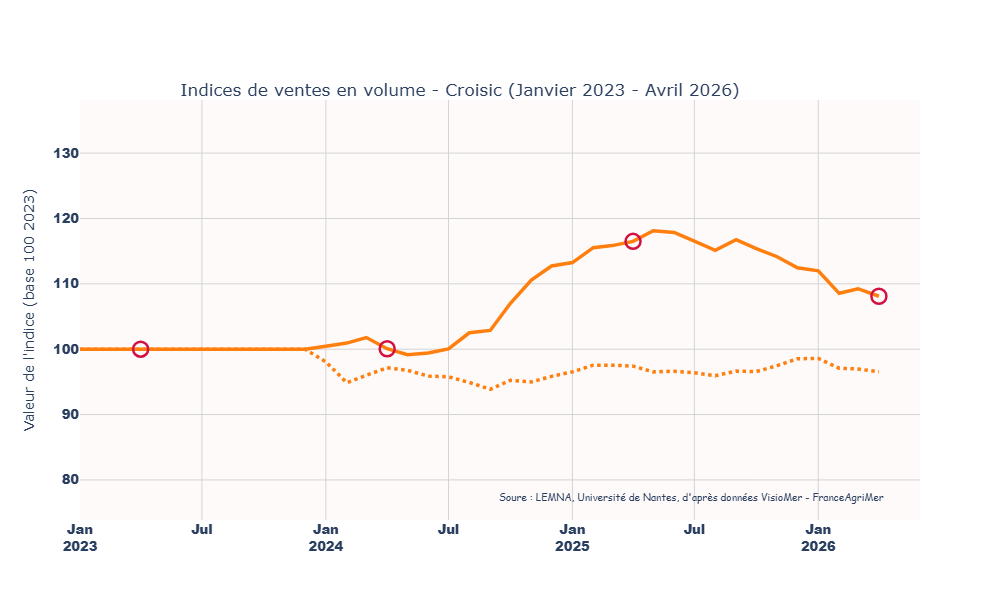 Indices de ventes en volume - Croisic (Janvier 2023 - Avril 2026)
Valeur de l'indice (base 100 2023)
130
120
110
100
90
80
Soure : LEMNA, Université de Nantes, d'après données VisioMer - FranceAgriMer
Jan
2023
Jul
Jan
2024
Jul
Jan
2025
Jul
Jan
2026